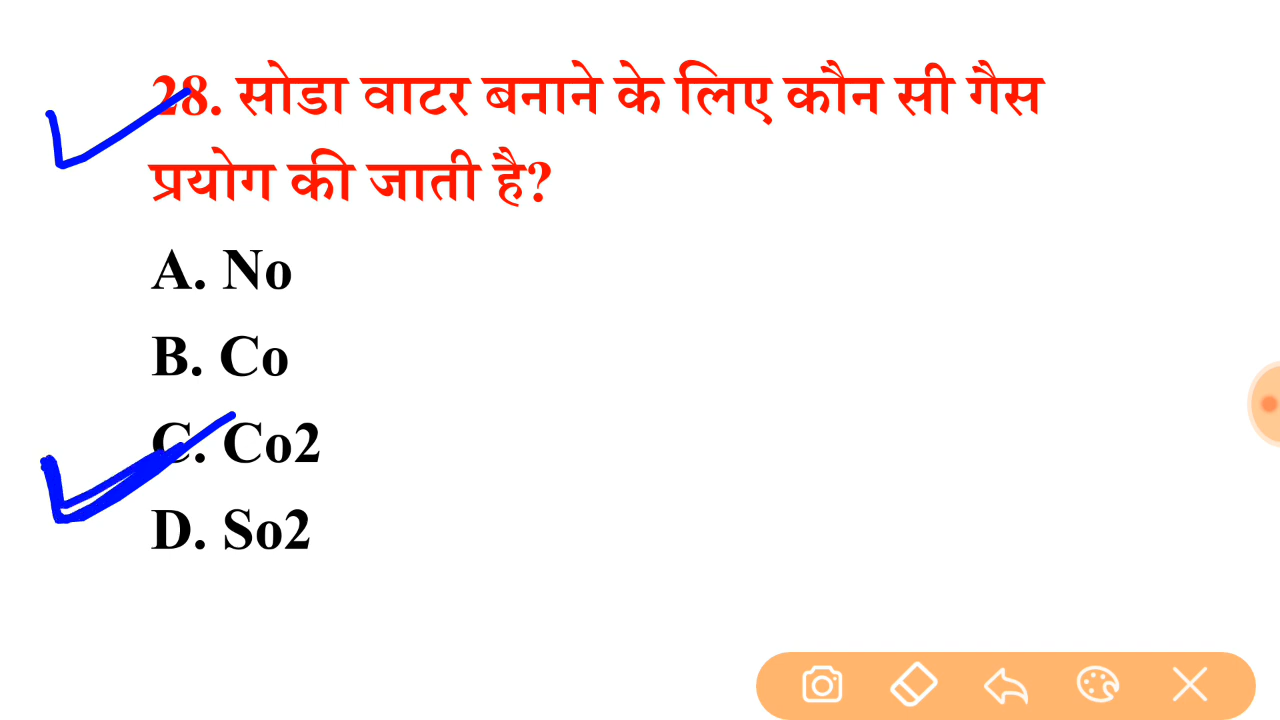 28. सोडा वाटर बनाने के लिए कौन सी गैस
प्रयोग की जाती है?
A. No
B. Co
C. Co2
D. So2